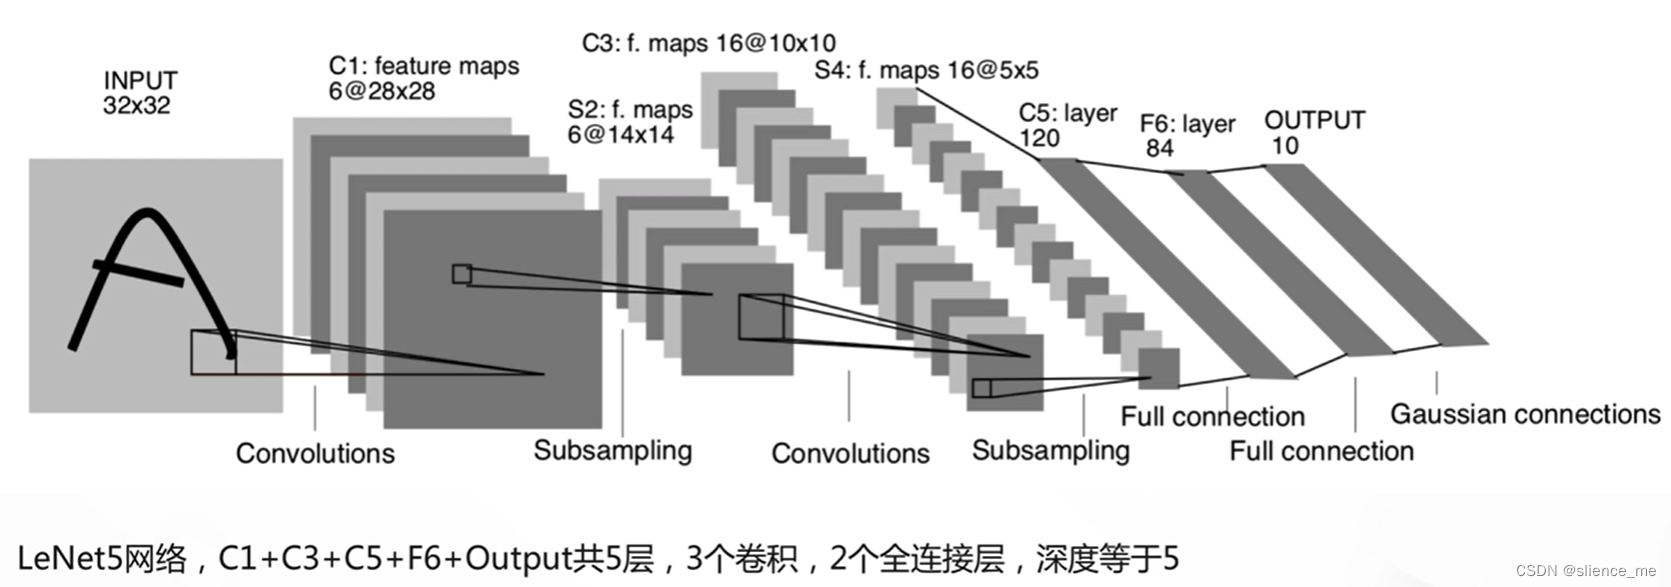 INPUT
32x32
C1: feature maps
6@28x28
S2: f. maps
6@14x14
C3: f. maps 16@10x10
S4: f. maps 16@5x5
C5: layer
120
F6: layer
84
OUTPUT
10
Convolutions
Subsampling
Convolutions
Subsampling
Full connection
Full connection
Gaussian connections
LeNet5网络，C1+C3+C5+F6+Output共5层，3个卷积，2个全连接层，深度等于5
CSDN @slience_me